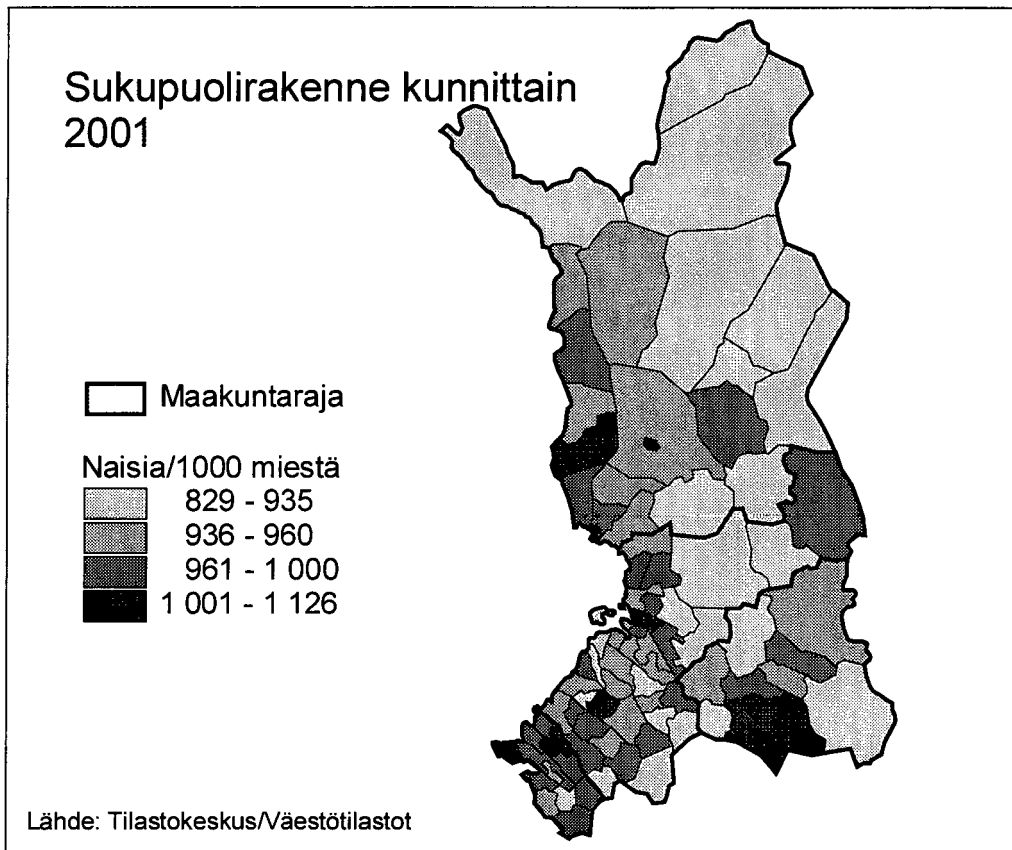 Sukupuolirakenne kunnittain
2001
Maakuntaraja
Naisia/1000 miestä
829 - 935
936 - 960
961 - 1 000
1 001 - 1 126
Lähde: Tilastokeskus/Väestötilastot